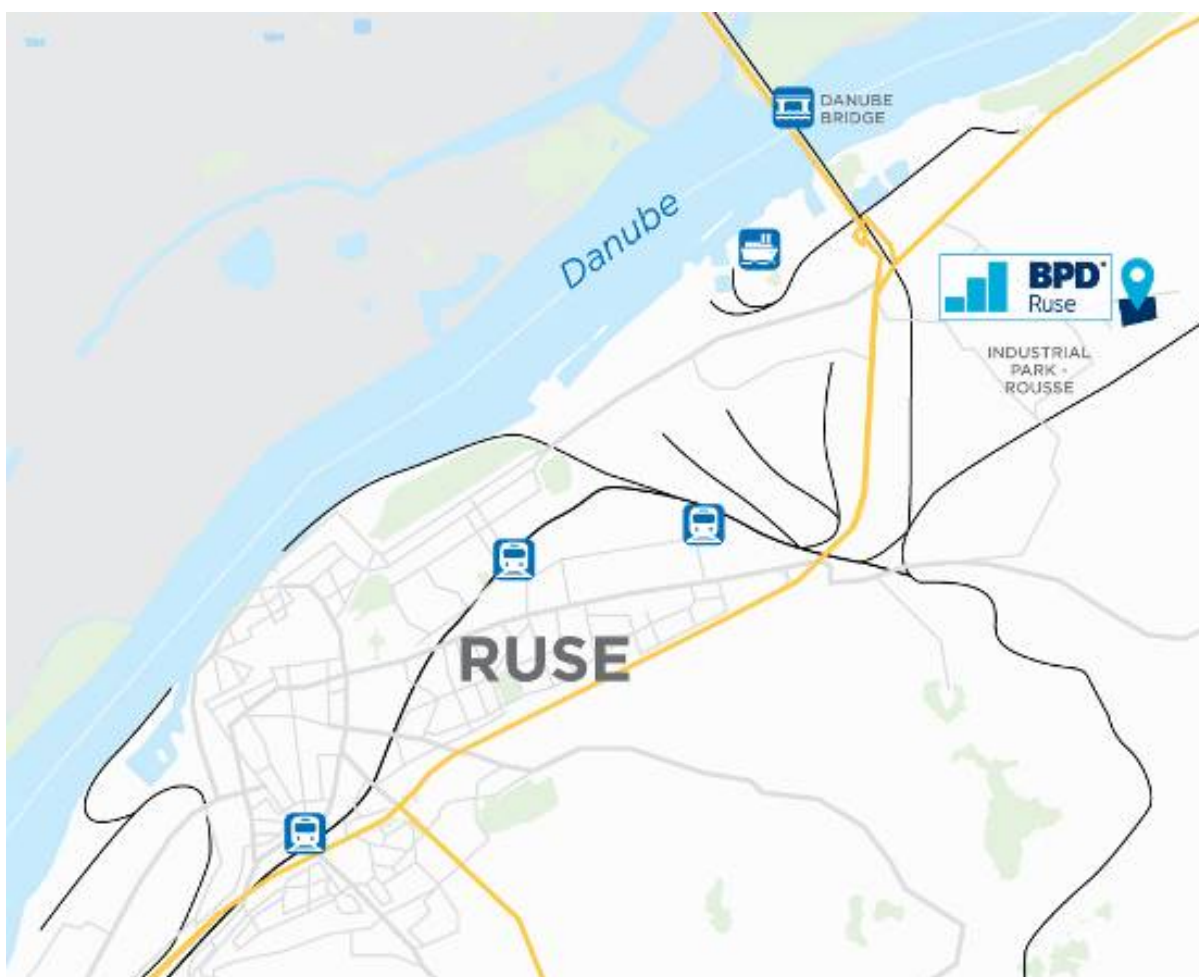 DANUBE
BRIDGE
Danube
BPD®
Ruse
INDUSTRIAL
PARK -
ROUSSE
RUSE